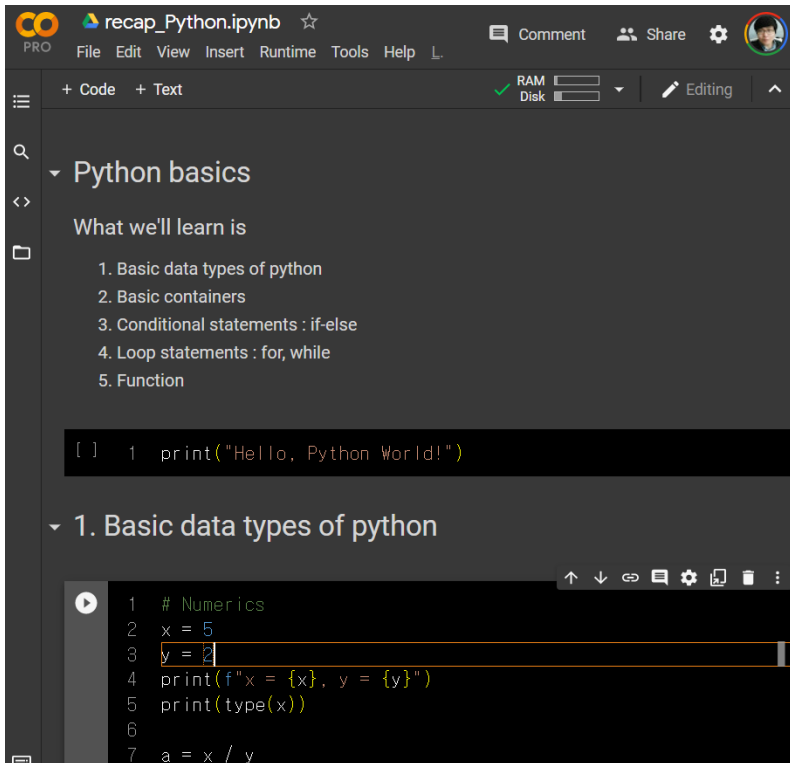 recap_Python.ipynb
PRO
File Edit View Insert Runtime Tools Help L.
Comment
Share
+ Code + Text
RAM
Disk
Editing
Python basics
What we'll learn is
1. Basic data types of python
2. Basic containers
3. Conditional statements : if-else
4. Loop statements : for, while
5. Function
[ ] 1 print("Hello, Python World!")
1. Basic data types of python
1 # Numerics
2 x = 5
3 y = 2
4 print(f"x = {x}, y = {y}")
5 print(type(x))
6
7 a = x / y